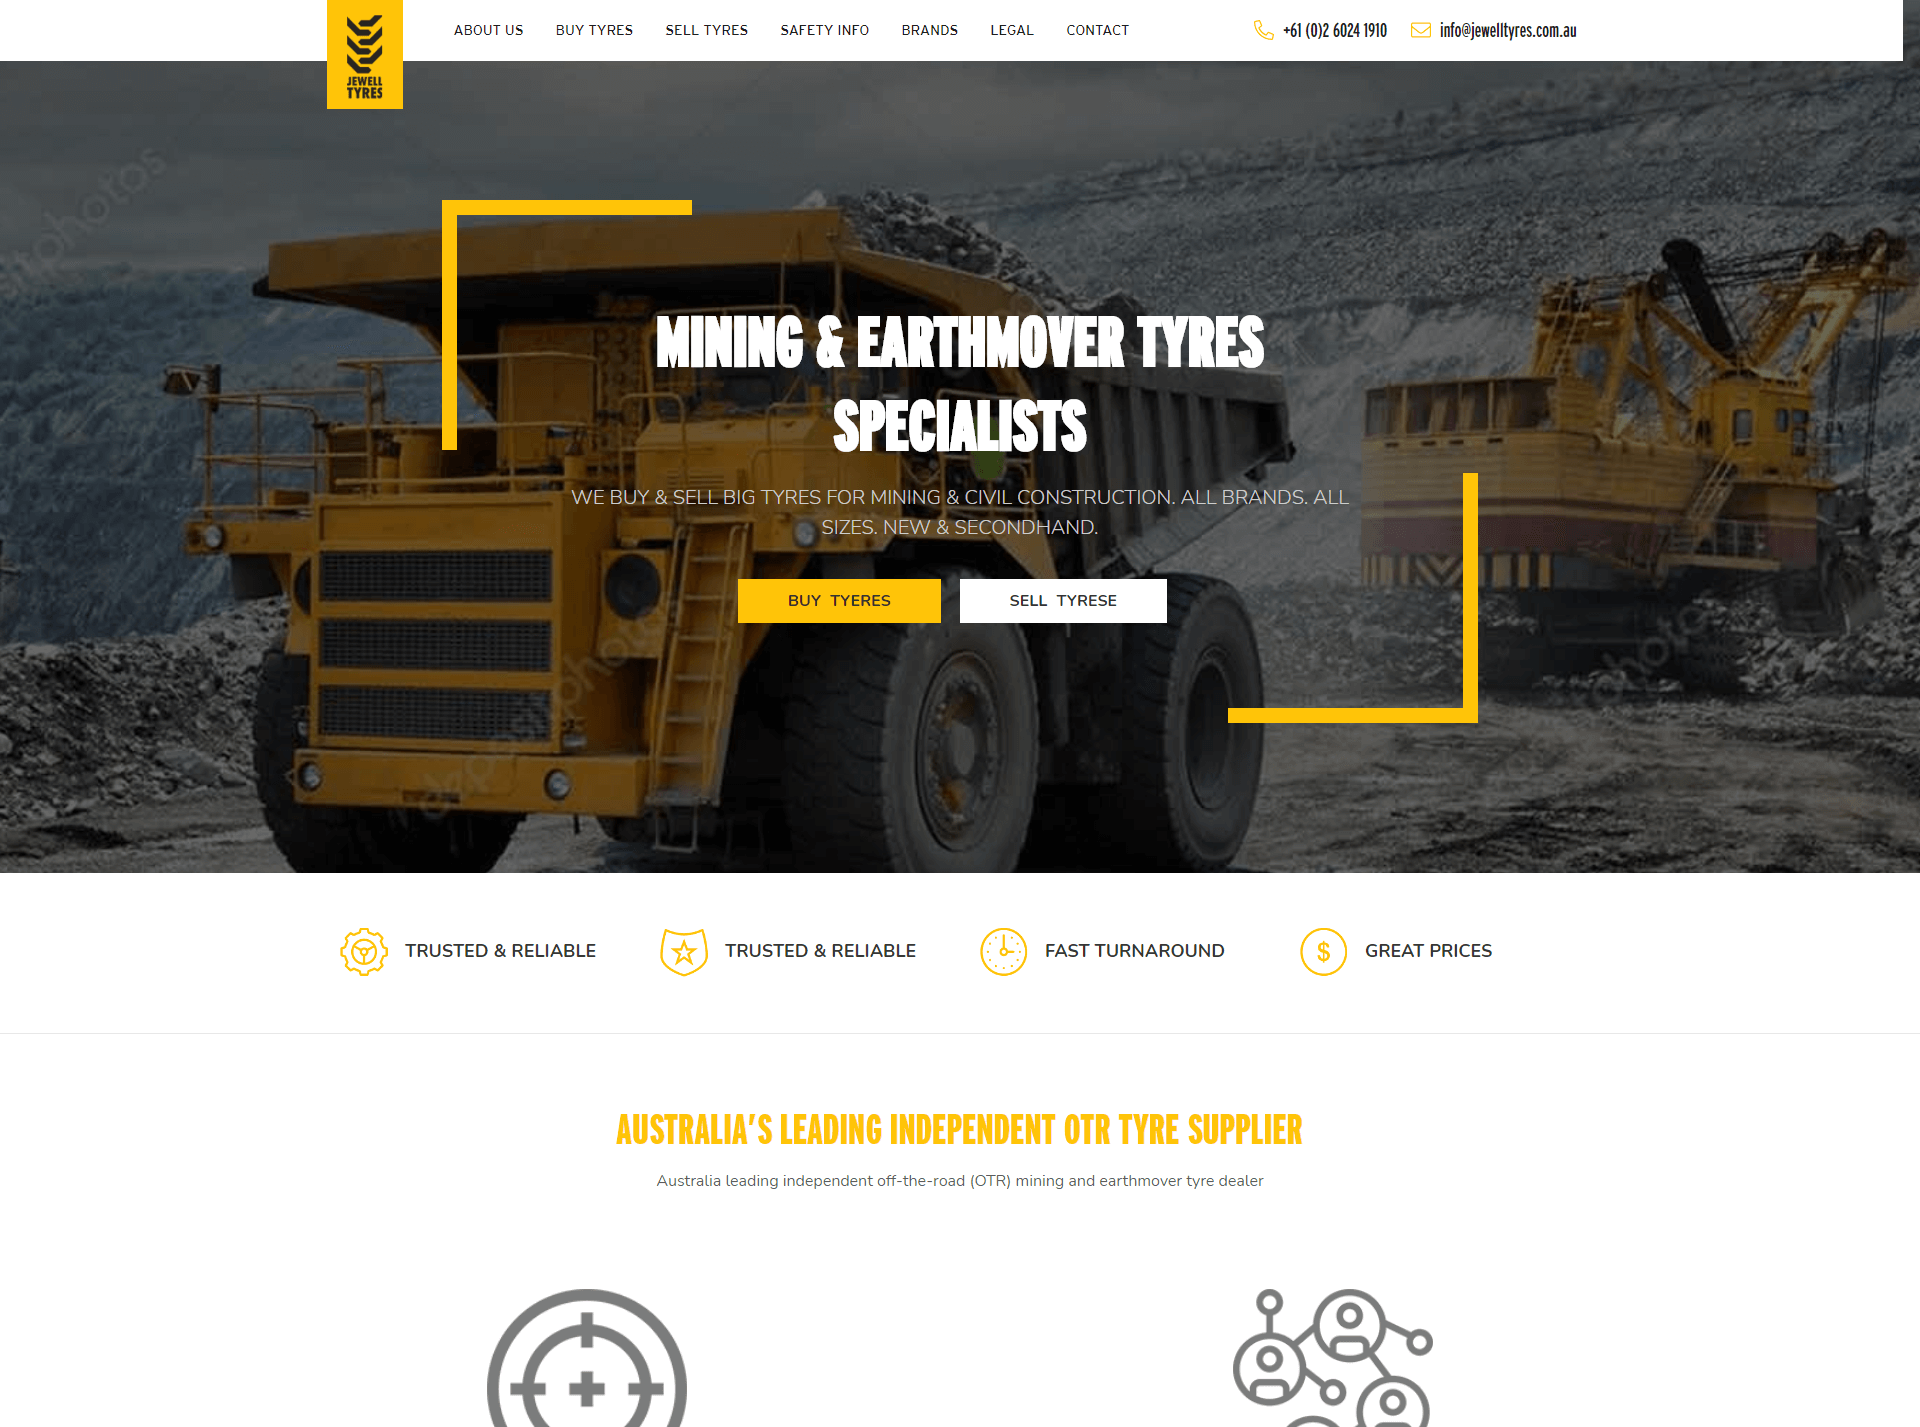 JEWELL
TYRES
ABOUT US
BUY TYRES
SELL TYRES
SAFETY INFO
BRANDS
LEGAL
CONTACT
+61 (0)2 6024 1910
info@jewelltyres.com.au
MINING & EARTHMOVER TYRES
SPECIALISTS
WE BUY & SELL BIG TYRES FOR MINING & CIVIL CONSTRUCTION. ALL BRANDS. ALL
SIZES. NEW & SECONDHAND.
BUY TYERES
SELL TYRESE
TRUSTED & RELIABLE
TRUSTED & RELIABLE
FAST TURNAROUND
$
GREAT PRICES
AUSTRALIA'S LEADING INDEPENDENT OTR TYRE SUPPLIER
Australia leading independent off-the-road (OTR) mining and earthmover tyre dealer